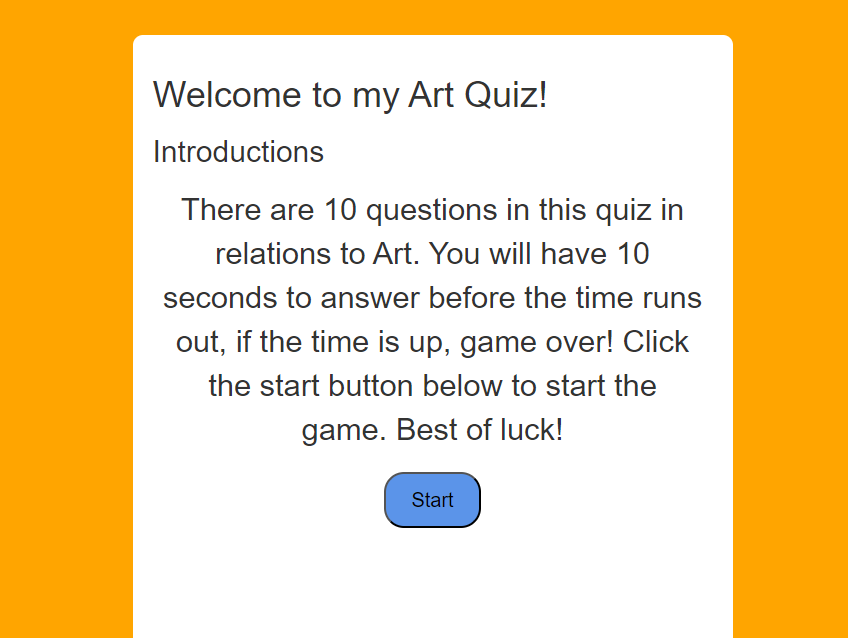 Welcome to my Art Quiz!
Introductions
There are 10 questions in this quiz in
relations to Art. You will have 10
seconds to answer before the time runs
out, if the time is up, game over! Click
the start button below to start the
game. Best of luck!
Start